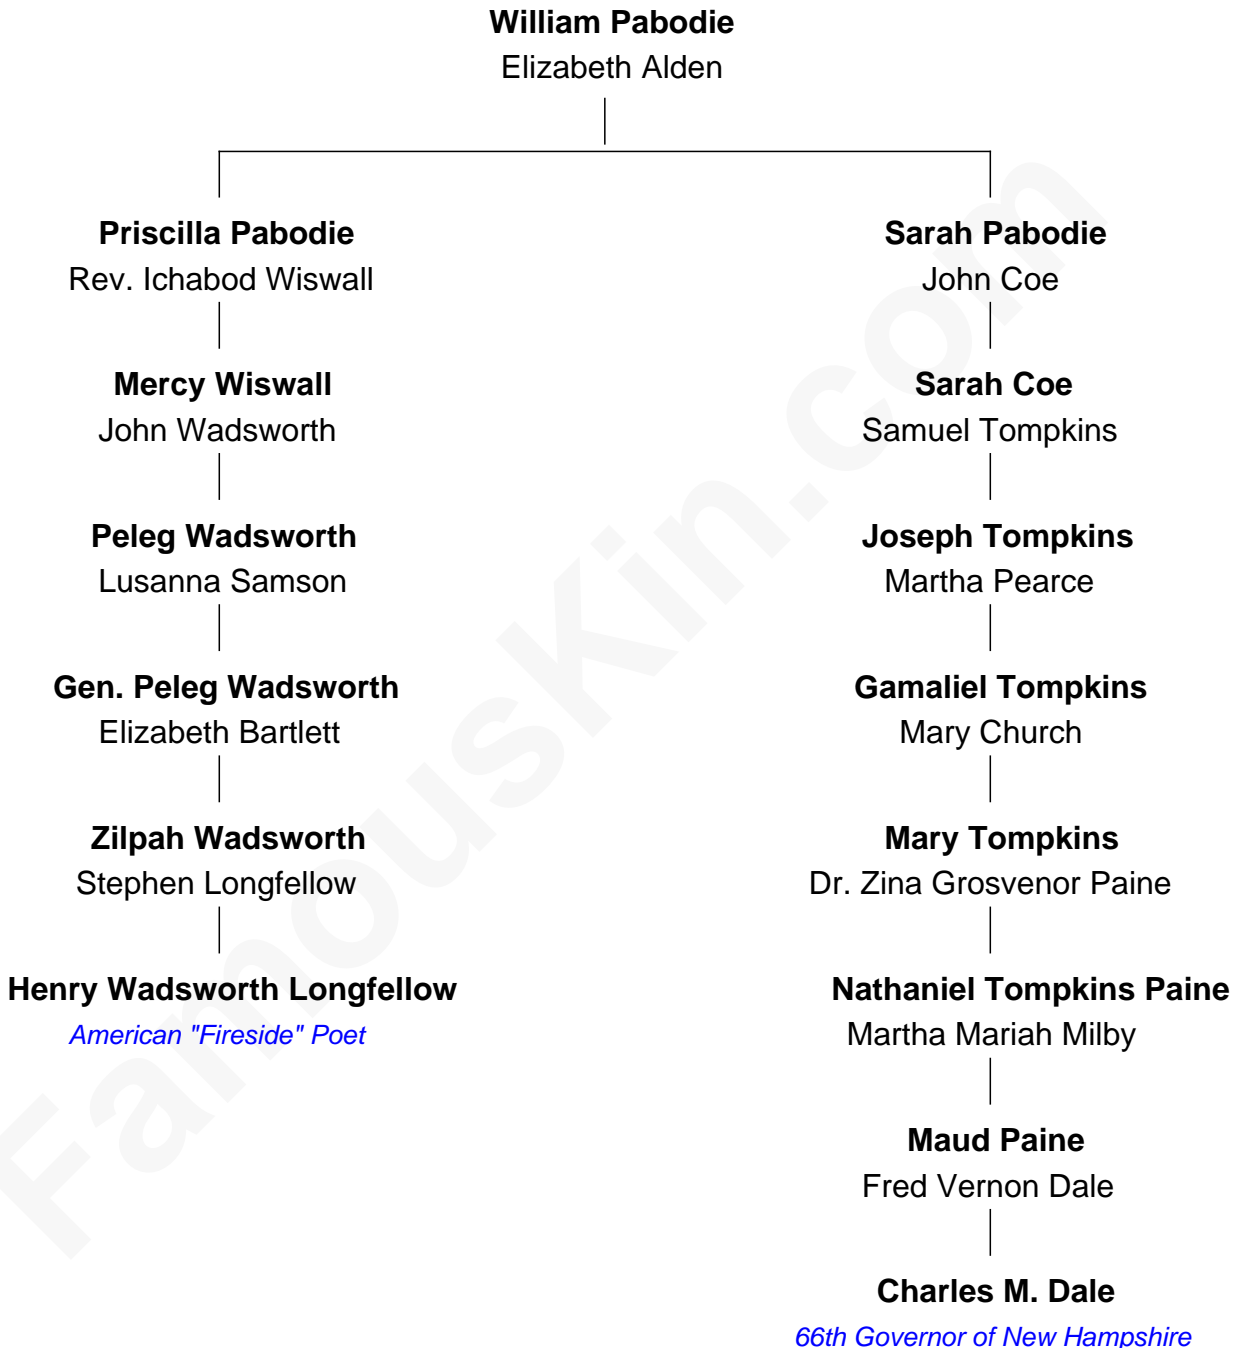 William Pabodie
Elizabeth Alden
Priscilla Pabodie
Rev. Ichabod Wiswall
Mercy Wiswall
John Wadsworth
Peleg Wadsworth
Lusanna Samson
Gen. Peleg Wadsworth
Elizabeth Bartlett
Zilpah Wadsworth
Stephen Longfellow
Henry Wadsworth Longfellow
American "Fireside" Poet
Sarah Pabodie
John Coe
Sarah Coe
Samuel Tompkins
Joseph Tompkins
Martha Pearce
Gamaliel Tompkins
Mary Church
Mary Tompkins
Dr. Zina Grosvenor Paine
Nathaniel Tompkins Paine
Martha Mariah Milby
Maud Paine
Fred Vernon Dale
Charles M. Dale
66th Governor of New Hampshire
FamousKin.com